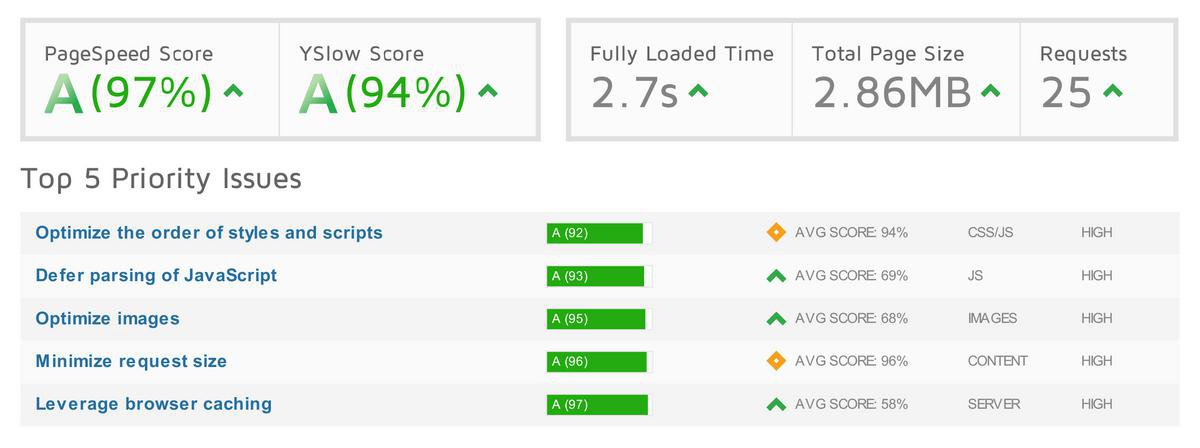 PageSpeed Score YSlow Score Fully Loaded Time Total Page Size Requests
A (97%) A (94%) 2.7s 2.86MB 25
Top 5 Priority Issues
Optimize the order of styles and scripts A (92) AVG SCORE: 94% CSS/JS HIGH
Defer parsing of JavaScript A (93) AVG SCORE: 69% JS HIGH
Optimize images A (95) AVG SCORE: 68% IMAGES HIGH
Minimize request size A (96) AVG SCORE: 96% CONTENT HIGH
Leverage browser caching A (97) AVG SCORE: 58% SERVER HIGH